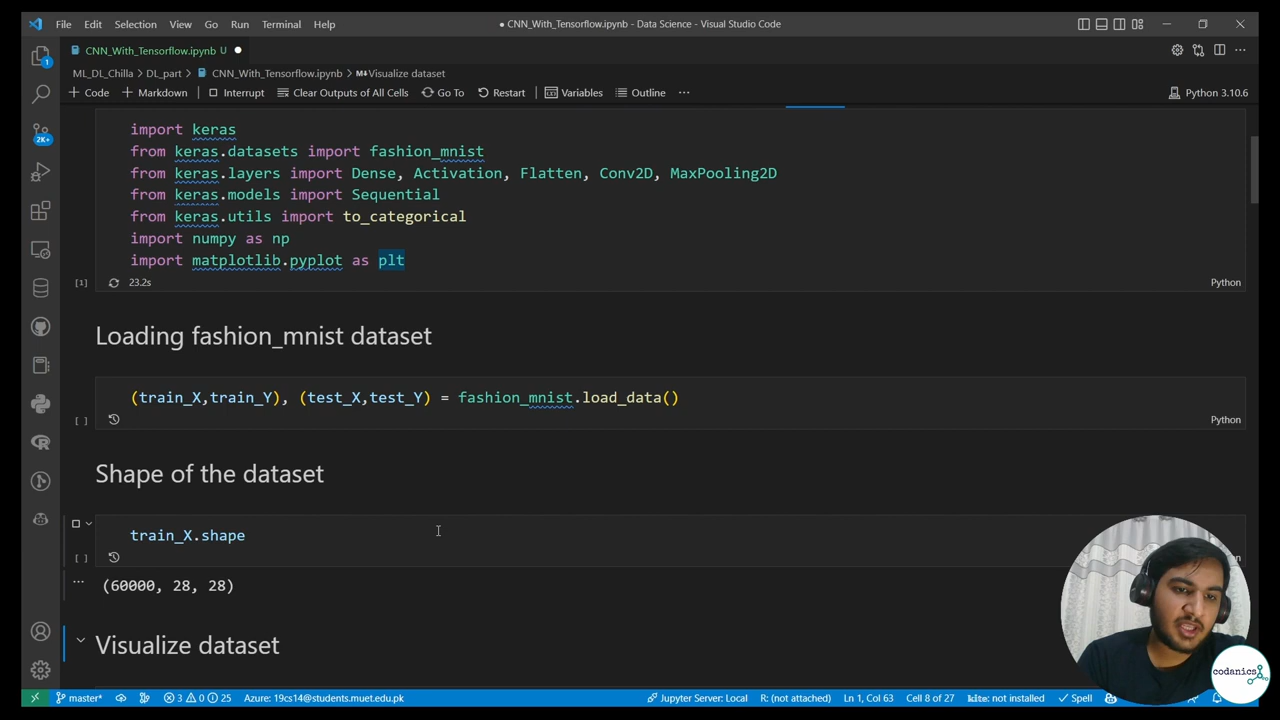 File Edit Selection View Go Run Terminal Help
● CNN_With_Tensorflow.ipynb - Data Science - Visual Studio Code
CNN_With_Tensorflow.ipynb U ●
ML_DL_Chilla > DL_part > CNN_With_Tensorflow.ipynb > Visualize dataset
+ Code + Markdown Interrupt Clear Outputs of All Cells Go To Restart Variables Outline ... Python 3.10.6
1
2K+
import keras
from keras.datasets import fashion_mnist
from keras.layers import Dense, Activation, Flatten, Conv2D, MaxPooling2D
from keras.models import Sequential
from keras.utils import to_categorical
import numpy as np
import matplotlib.pyplot as plt
[1] 23.2s Python
Loading fashion_mnist dataset
(train_X,train_Y), (test_X,test_Y) = fashion_mnist.load_data()
[ ] Python
Shape of the dataset
train_X.shape
[ ]
... (60000, 28, 28)
Visualize dataset
codanics
master* 3 0 25 Azure: 19cs14@students.muet.edu.pk Jupyter Server: Local R: (not attached) Ln 1, Col 63 Cell 8 of 27 kite: not installed Spell